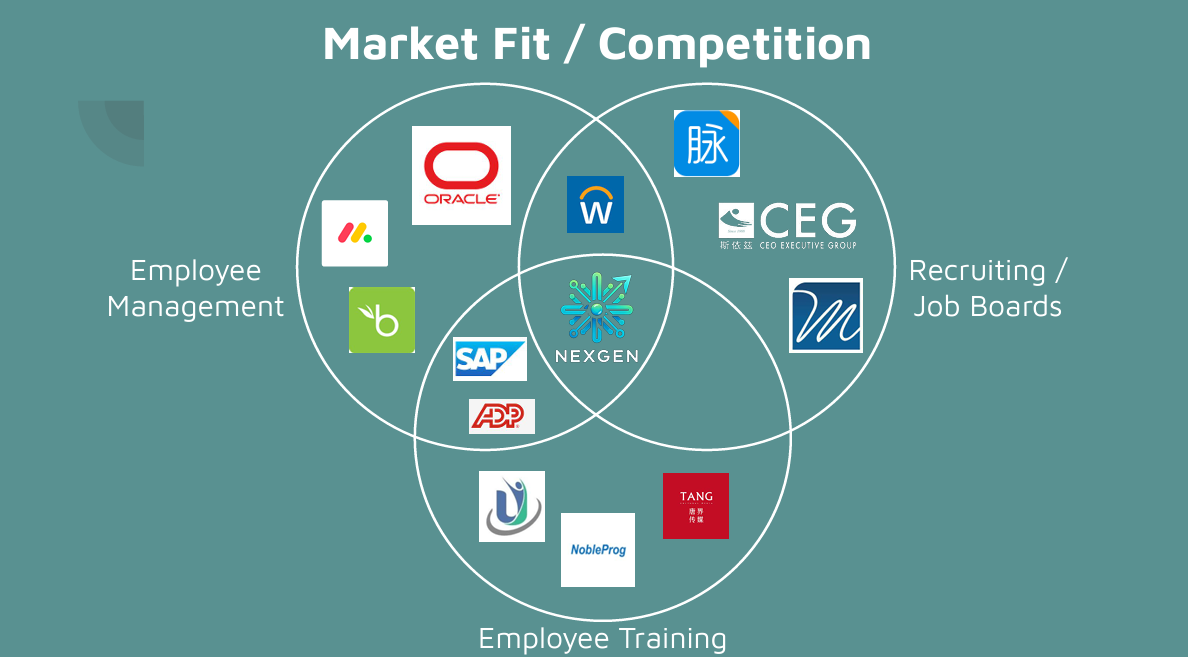 Market Fit / Competition
ORACLE
W
脉
CEG
斯依兹 CEO EXECUTIVE GROUP
Employee
Management
Recruiting /
Job Boards
b
m
NEXGEN
SAP
ADP
U
TANG
唐界
传媒
NobleProg
Employee Training